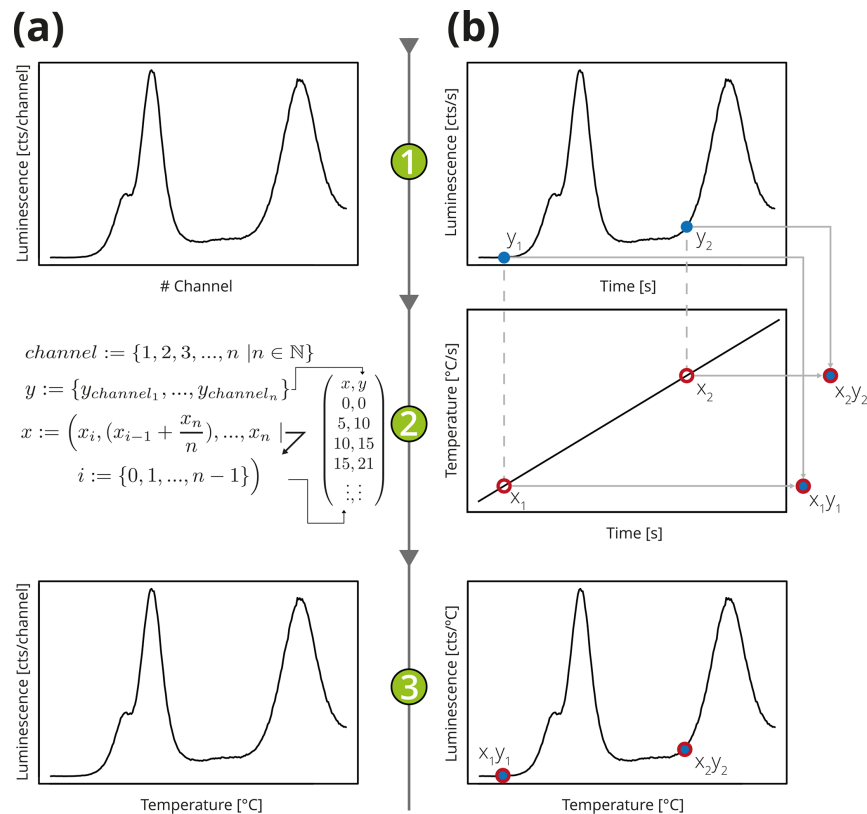 (a)
Luminescence [cts/channel]
# Channel
1
(b)
Luminescence [cts/s]
y₁
y₂
Time [s]
channel := {1, 2, 3, ..., n |n ∈ ℕ}
y := {y_channel₁, ..., y_channelₙ}
x := (xᵢ, (xᵢ₋₁ + xₙ/n), ..., xₙ |
i := {0, 1, ..., n − 1})
x, y
0, 0
5, 10
10, 15
15, 21
⋮, ⋮
2
Temperature [°C/s]
x₁
x₂
x₂y₂
x₁y₁
Time [s]
Luminescence [cts/channel]
Temperature [°C]
3
Luminescence [cts/°C]
x₁y₁
x₂y₂
Temperature [°C]